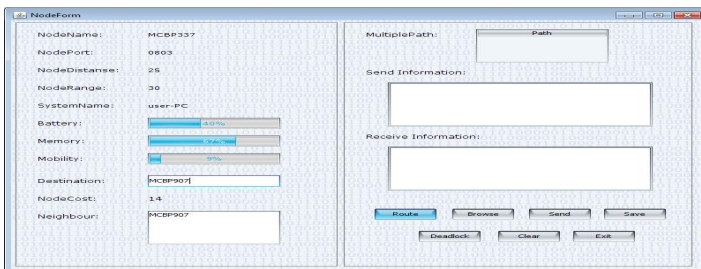 NodeForm
NodeName: MCBP337
NodePort: 0803
NodeDistanse: 25
NodeRange: 30
SystemName: user-PC
Battery: 40%
Memory: 67%
Mobility: 9%
Destination: MCBP907
NodeCost: 14
Neighbour: MCBP907
MultiplePath: Path
Send Information:
Receive Information:
Route Browse Send Save
Deadlock Clear Exit